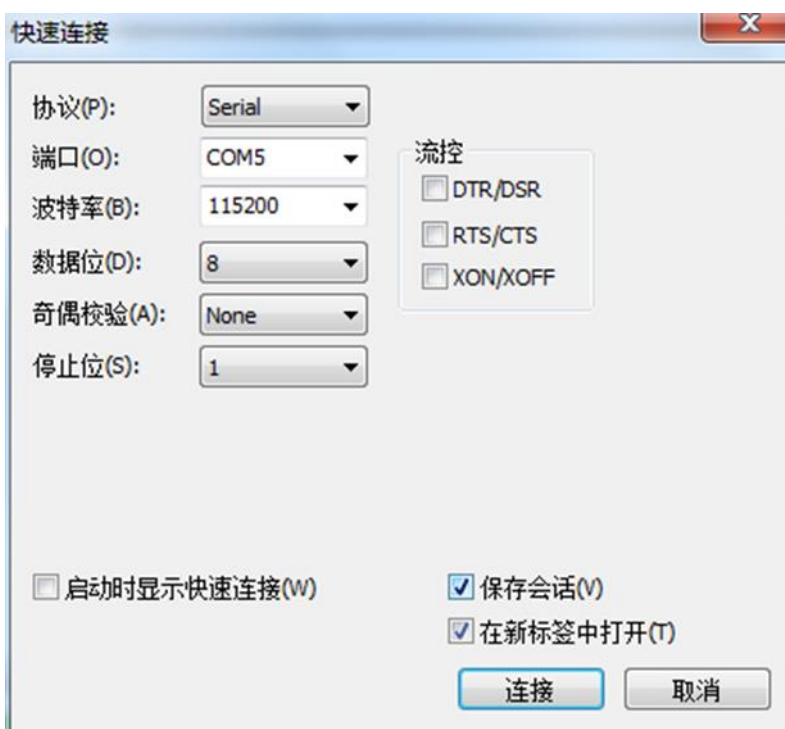 快速连接
协议(P): Serial
端口(O): COM5
波特率(B): 115200
数据位(D): 8
奇偶校验(A): None
停止位(S): 1
流控
DTR/DSR
RTS/CTS
XON/XOFF
启动时显示快速连接(W)
保存会话(V)
在新标签中打开(T)
连接 取消